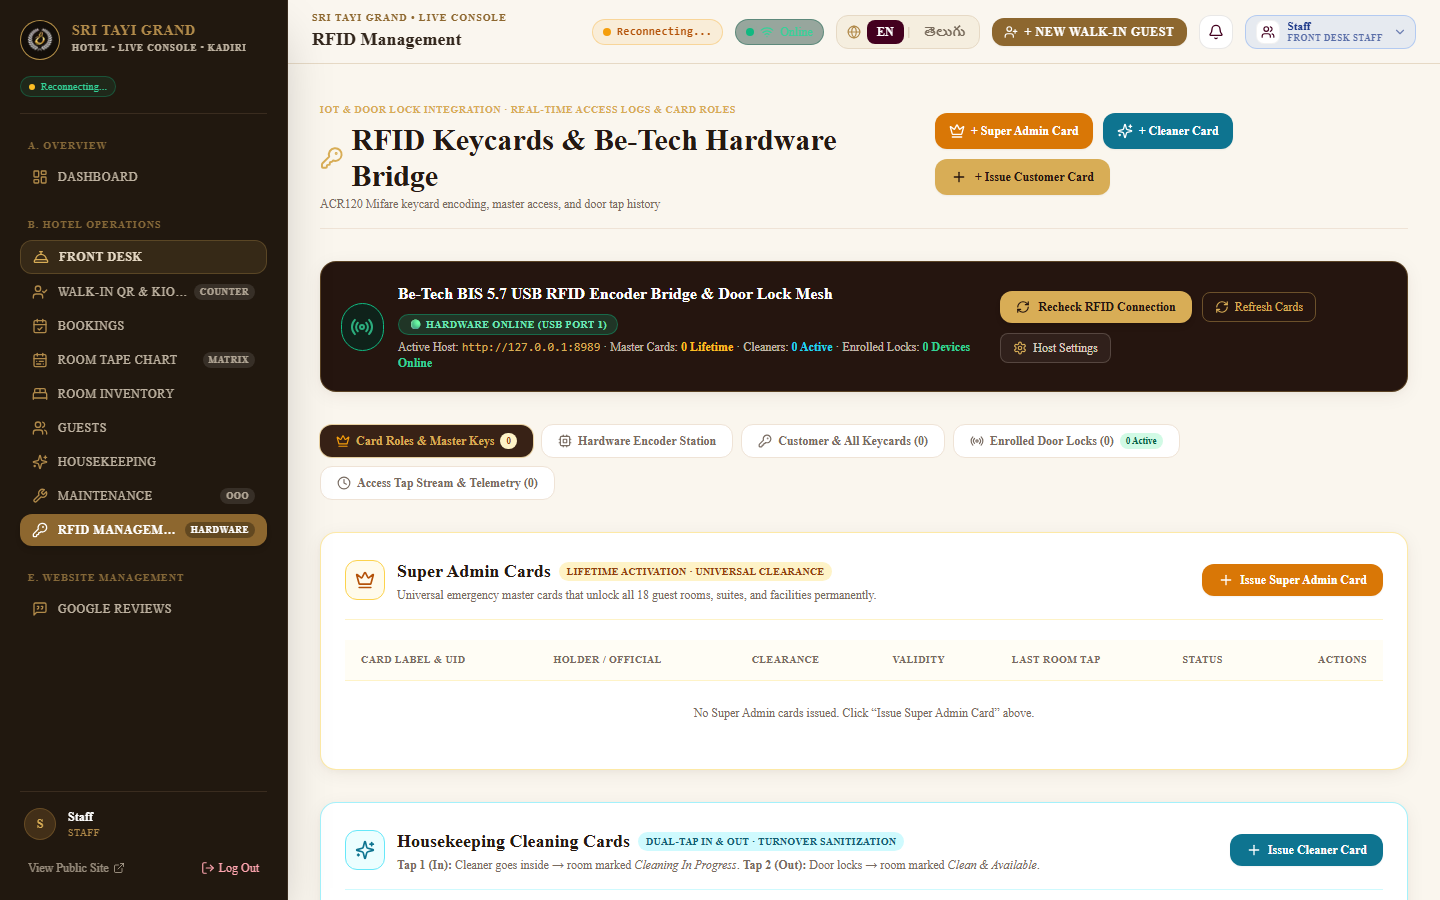 SRI TAYI GRAND
HOTEL • LIVE CONSOLE • KADIRI
Reconnecting...
A. OVERVIEW
DASHBOARD
B. HOTEL OPERATIONS
FRONT DESK
WALK-IN QR & KIO... COUNTER
BOOKINGS
ROOM TAPE CHART MATRIX
ROOM INVENTORY
GUESTS
HOUSEKEEPING
MAINTENANCE OOO
RFID MANAGEM... HARDWARE
E. WEBSITE MANAGEMENT
GOOGLE REVIEWS
S
Staff
STAFF
View Public Site
Log Out
SRI TAYI GRAND • LIVE CONSOLE
RFID Management
Reconnecting...
EN
తెలుగు
+ NEW WALK-IN GUEST
Staff
FRONT DESK STAFF
IOT & DOOR LOCK INTEGRATION · REAL-TIME ACCESS LOGS & CARD ROLES
RFID Keycards & Be-Tech Hardware
Bridge
ACR120 Mifare keycard encoding, master access, and door tap history
+ Super Admin Card
+ Cleaner Card
+ Issue Customer Card
Be-Tech BIS 5.7 USB RFID Encoder Bridge & Door Lock Mesh
HARDWARE ONLINE (USB PORT 1)
Active Host: http://127.0.0.1:8989 · Master Cards: 0 Lifetime · Cleaners: 0 Active · Enrolled Locks: 0 Devices
Online
Recheck RFID Connection
Refresh Cards
Host Settings
Card Roles & Master Keys 0
Hardware Encoder Station
Customer & All Keycards (0)
Enrolled Door Locks (0) 0 Active
Access Tap Stream & Telemetry (0)
Super Admin Cards LIFETIME ACTIVATION · UNIVERSAL CLEARANCE
Universal emergency master cards that unlock all 18 guest rooms, suites, and facilities permanently.
Issue Super Admin Card
CARD LABEL & UID HOLDER / OFFICIAL CLEARANCE VALIDITY LAST ROOM TAP STATUS ACTIONS
No Super Admin cards issued. Click “Issue Super Admin Card” above.
Housekeeping Cleaning Cards DUAL-TAP IN & OUT · TURNOVER SANITIZATION
Tap 1 (In): Cleaner goes inside → room marked Cleaning In Progress. Tap 2 (Out): Door locks → room marked Clean & Available.
Issue Cleaner Card